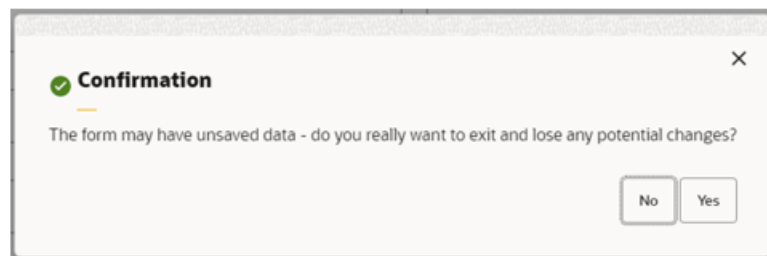 Confirmation
The form may have unsaved data - do you really want to exit and lose any potential changes?
No Yes